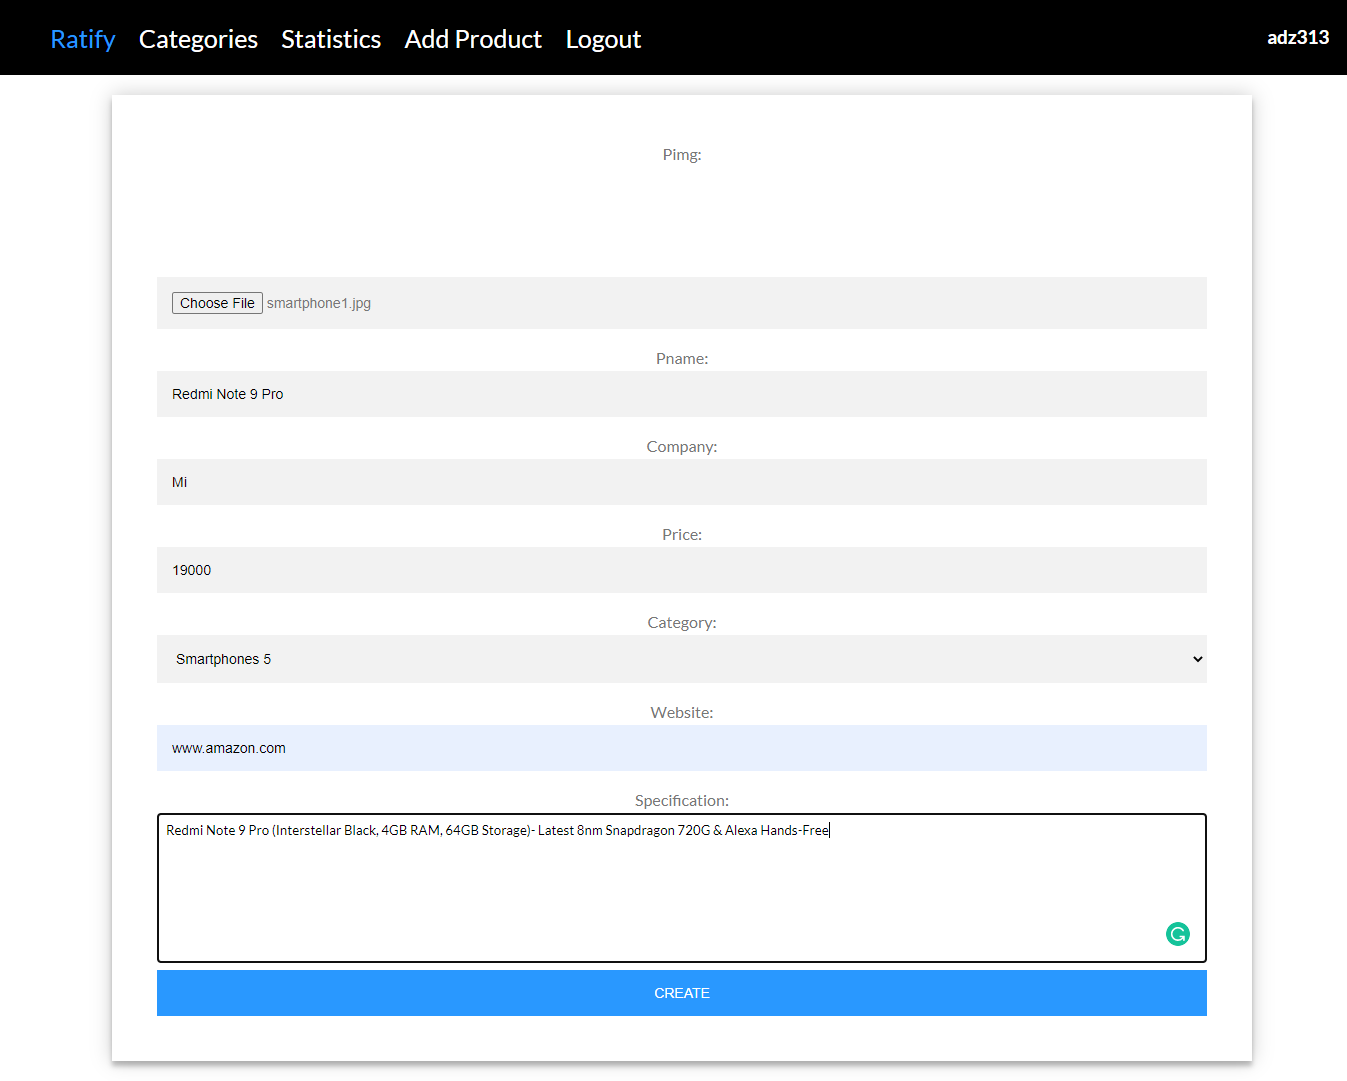 Ratify Categories Statistics Add Product Logout adz313
Pimg:
Choose File smartphone1.jpg
Pname:
Redmi Note 9 Pro
Company:
Mi
Price:
19000
Category:
Smartphones 5
Website:
www.amazon.com
Specification:
Redmi Note 9 Pro (Interstellar Black, 4GB RAM, 64GB Storage)- Latest 8nm Snapdragon 720G & Alexa Hands-Free
CREATE